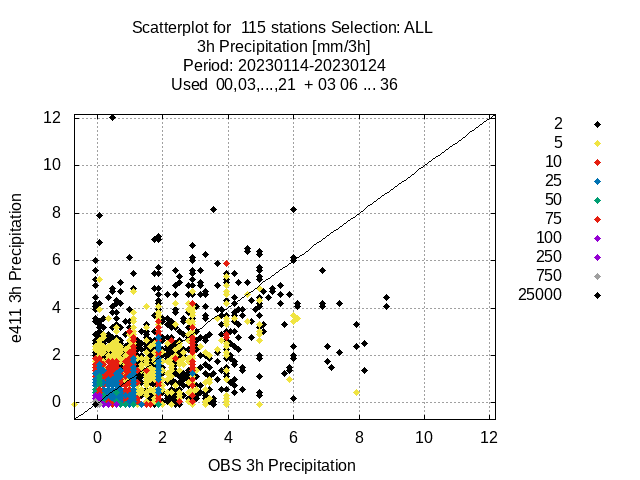 Scatterplot for  115 stations Selection: ALL
3h Precipitation [mm/3h]
Period: 20230114-20230124
Used  00,03,...,21  + 03 06 ... 36
12
10
8
6
4
2
0
e411 3h Precipitation
0 2 4 6 8 10 12
OBS 3h Precipitation
2
5
10
25
50
75
100
250
750
25000